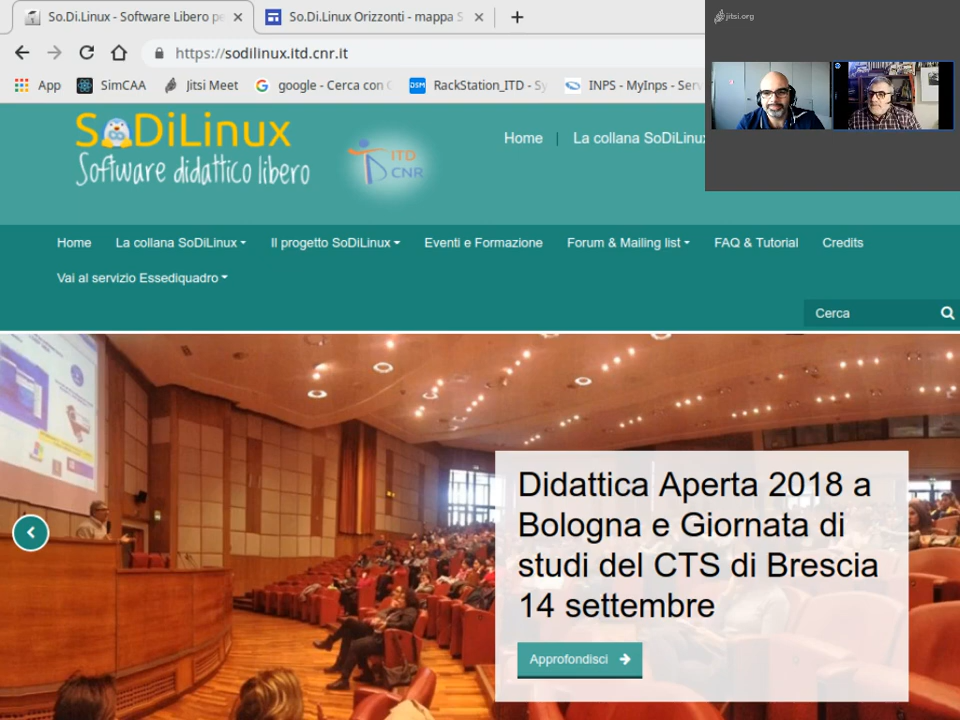 So.Di.Linux - Software Libero pe
So.Di.Linux Orizzonti - mappa S
jitsi.org
https://sodilinux.itd.cnr.it
App
SimCAA
Jitsi Meet
google - Cerca con G
RackStation_ITD - Sy
INPS - MyInps - Serv
SoDiLinux
Software didattico libero
ITD
CNR
Home
La collana SoDiLinux
Home
La collana SoDiLinux
Il progetto SoDiLinux
Eventi e Formazione
Forum & Mailing list
FAQ & Tutorial
Credits
Vai al servizio Essediquadro
Cerca
Didattica Aperta 2018 a
Bologna e Giornata di
studi del CTS di Brescia
14 settembre
Approfondisci